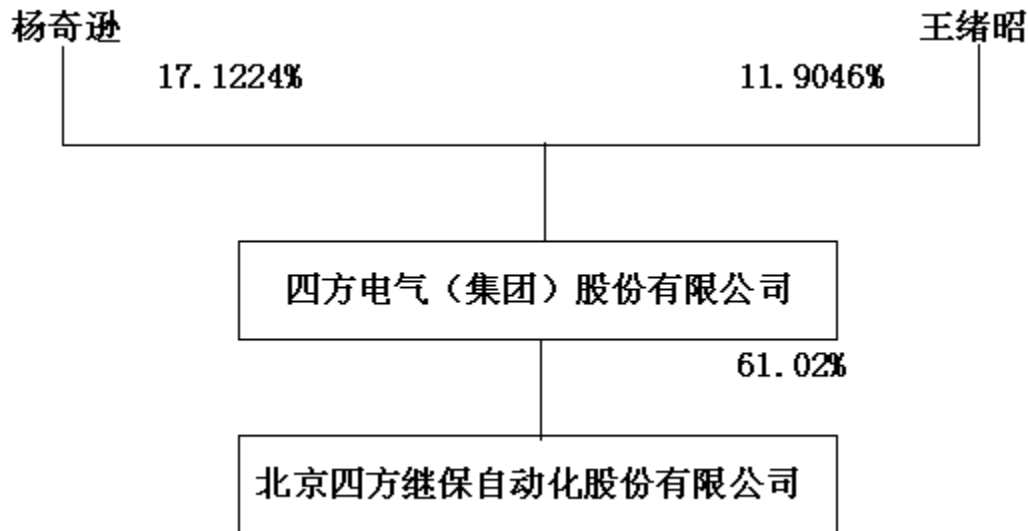 杨奇逊
王绪昭
17.1224%
11.9046%
四方电气（集团）股份有限公司
61.02%
北京四方继保自动化股份有限公司